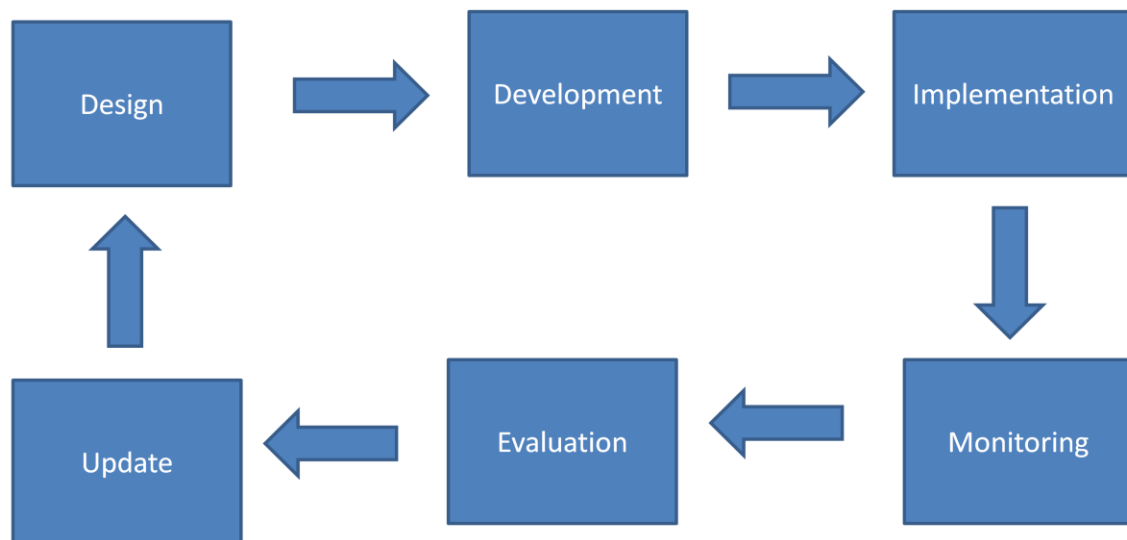 Design
Development
Implementation
Monitoring
Evaluation
Update